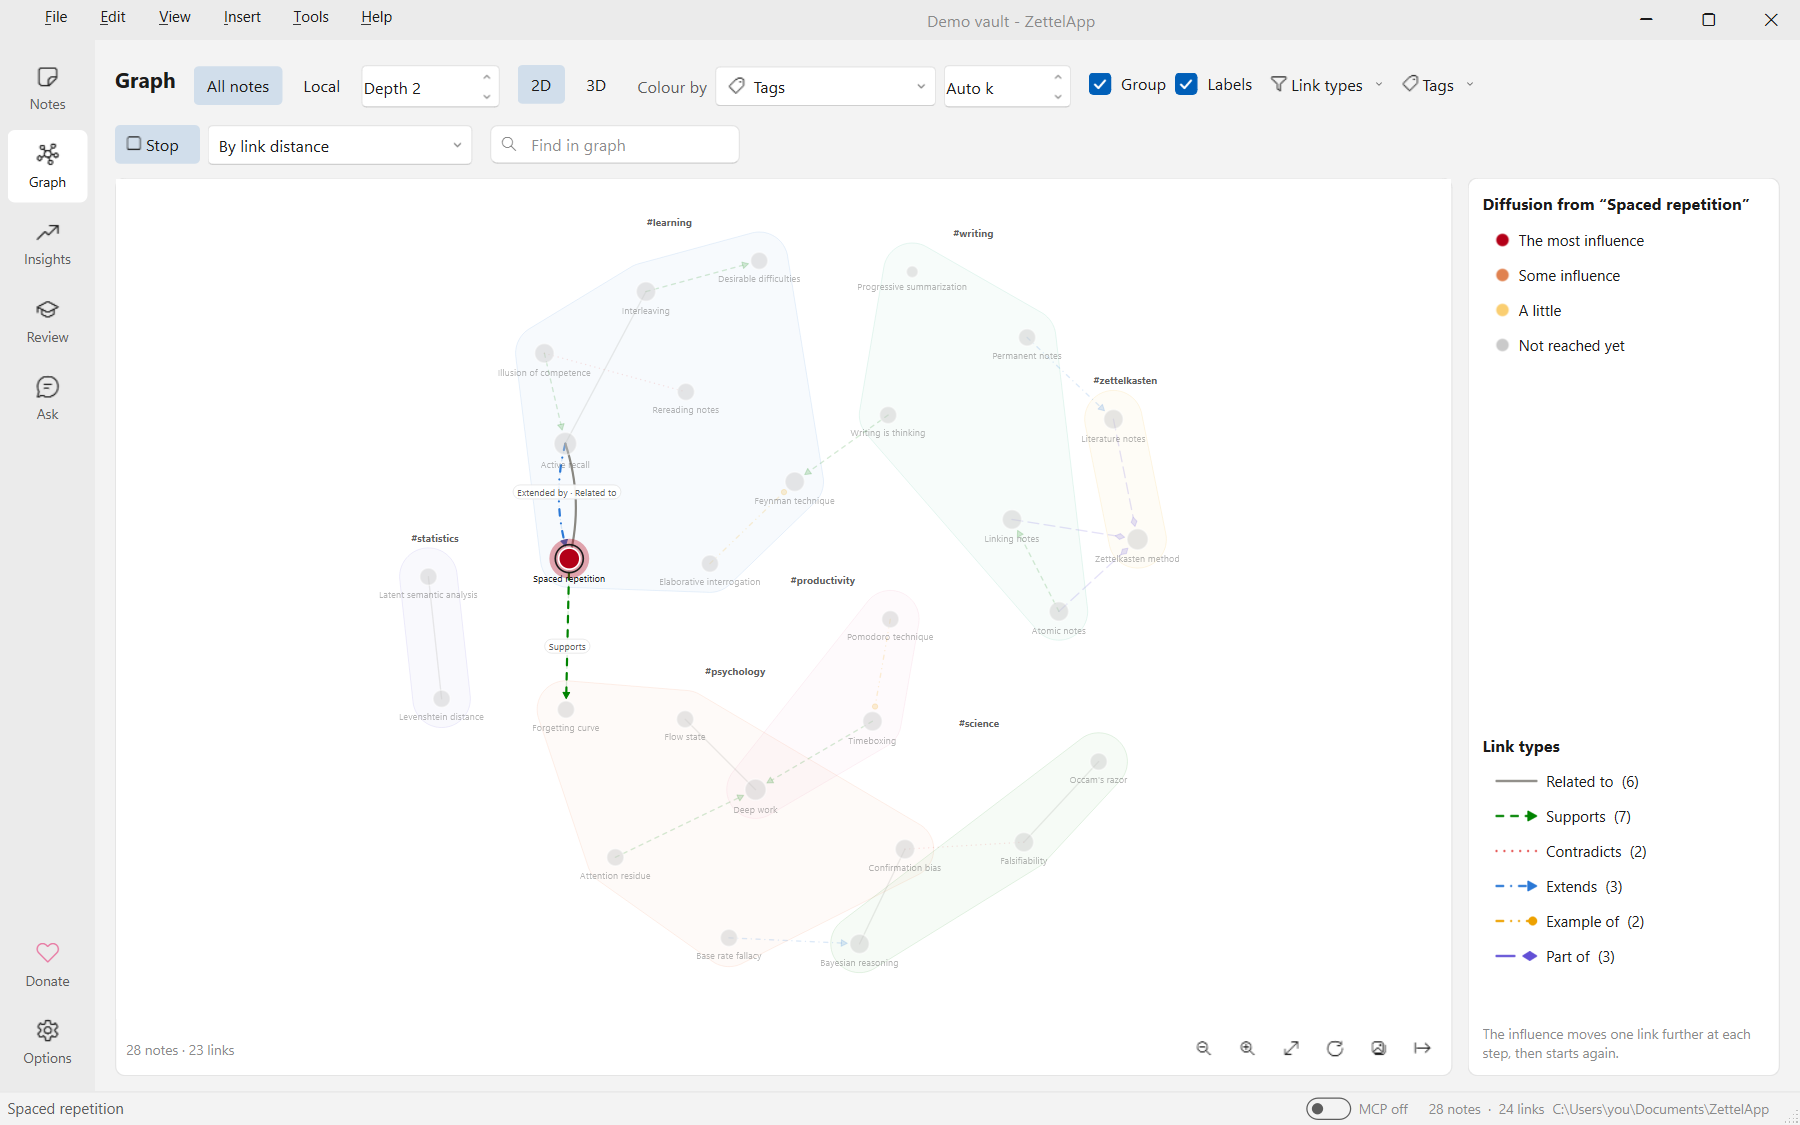 File Edit View Insert Tools Help
Demo vault - ZettelApp
Notes
Graph
Insights
Review
Ask
Donate
Options
Graph All notes Local Depth 2 2D 3D Colour by Tags Auto k Group Labels Link types Tags
Stop By link distance Find in graph
#learning
Desirable difficulties
Interleaving
Illusion of competence
Rereading notes
Active recall
Extended by · Related to
Feynman technique
Spaced repetition
Elaborative interrogation
#writing
Progressive summarization
Permanent notes
Writing is thinking
Linking notes
Atomic notes
#zettelkasten
Literature notes
Zettelkasten method
#statistics
Latent semantic analysis
Levenshtein distance
Supports
#productivity
Pomodoro technique
Timeboxing
#psychology
Forgetting curve
Flow state
Deep work
Attention residue
Confirmation bias
Base rate fallacy
#science
Occam's razor
Falsifiability
Bayesian reasoning
28 notes · 23 links
Diffusion from “Spaced repetition”
The most influence
Some influence
A little
Not reached yet
Link types
Related to (6)
Supports (7)
Contradicts (2)
Extends (3)
Example of (2)
Part of (3)
The influence moves one link further at each
step, then starts again.
Spaced repetition
MCP off 28 notes · 24 links C:\Users\you\Documents\ZettelApp